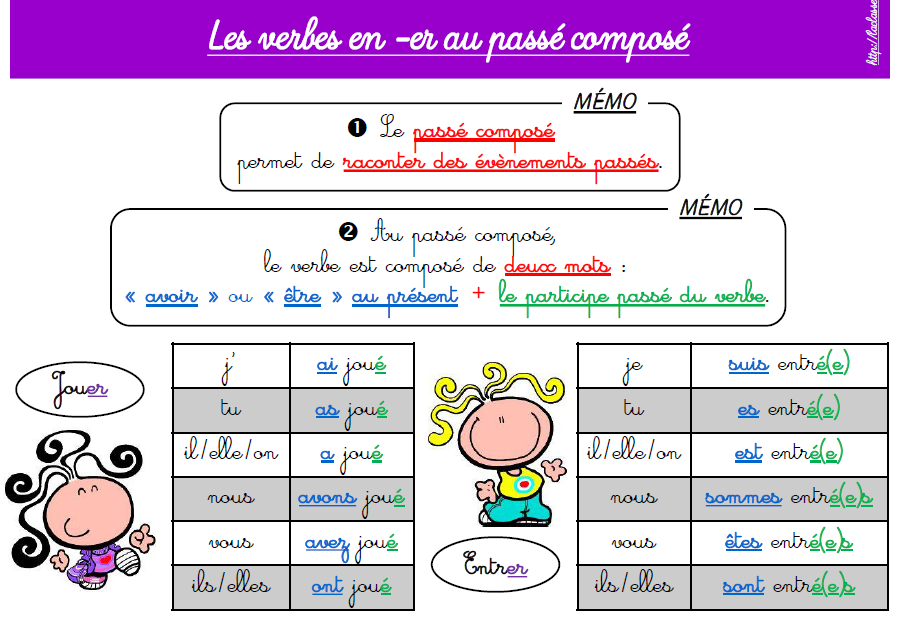 Les verbes en -er au passé composé
http://laclasse
MÉMO
❶ Le passé composé
permet de raconter des évènements passés.
MÉMO
❷ Au passé composé,
le verbe est composé de deux mots :
« avoir » ou « être » au présent + le participe passé du verbe.
Jouer
j' ai joué
tu as joué
il/elle/on a joué
nous avons joué
vous avez joué
ils/elles ont joué
Entrer
je suis entré(e)
tu es entré(e)
il/elle/on est entré(e)
nous sommes entré(e)s
vous êtes entré(e)s
ils/elles sont entré(e)s